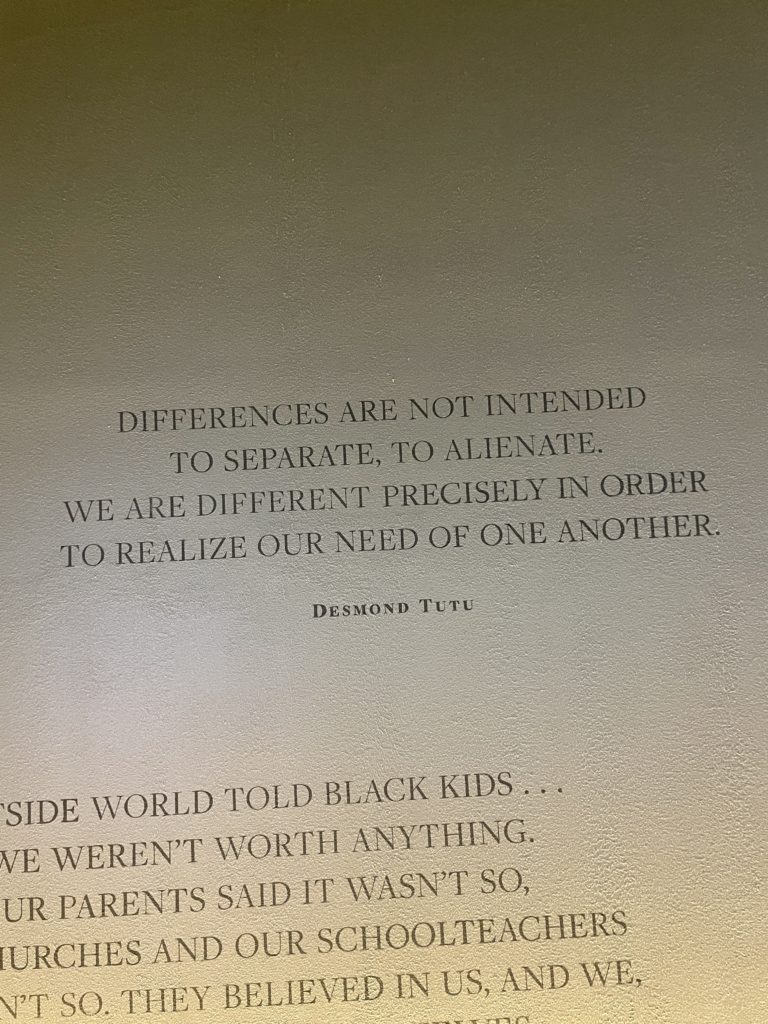 DIFFERENCES ARE NOT INTENDED
TO SEPARATE, TO ALIENATE.
WE ARE DIFFERENT PRECISELY IN ORDER
TO REALIZE OUR NEED OF ONE ANOTHER.
DESMOND TUTU
TSIDE WORLD TOLD BLACK KIDS . . .
WE WEREN'T WORTH ANYTHING.
UR PARENTS SAID IT WASN'T SO,
HURCHES AND OUR SCHOOLTEACHERS
N'T SO. THEY BELIEVED IN US, AND WE,